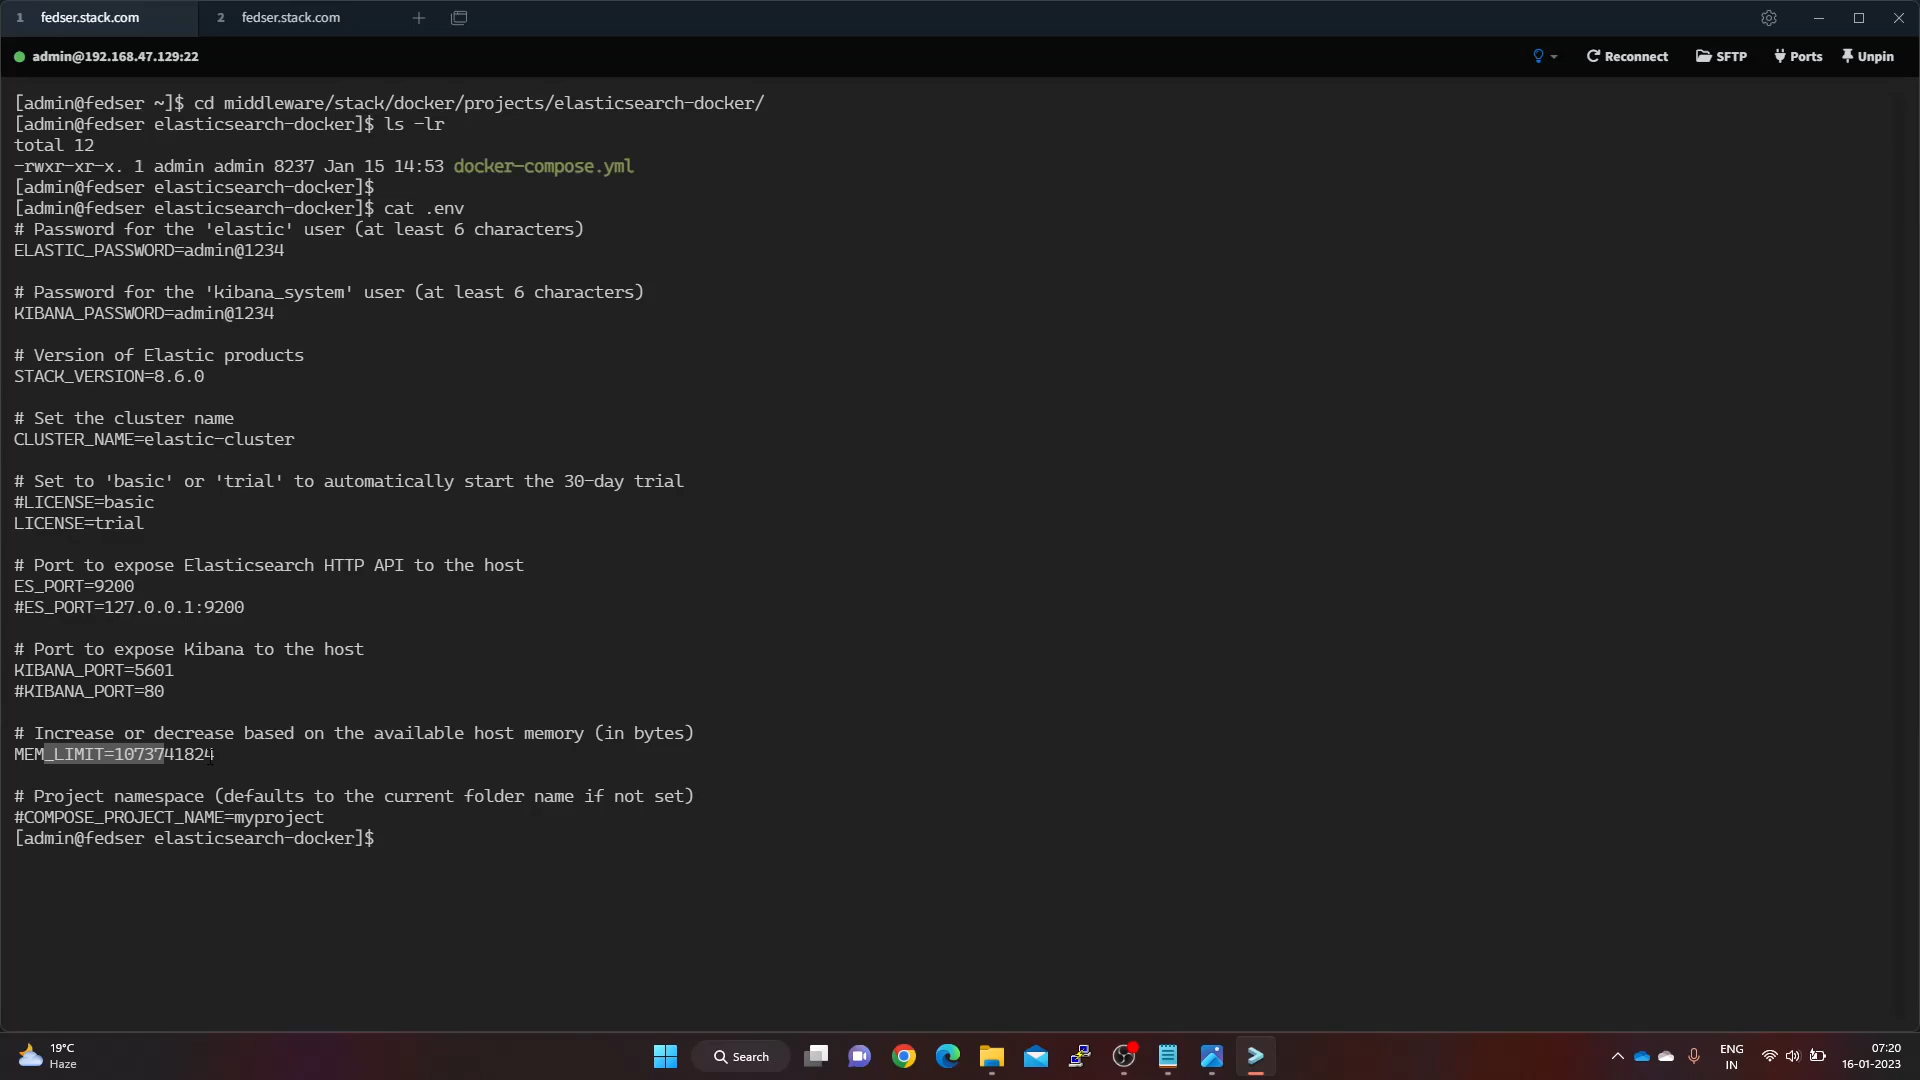 1 fedser.stack.com 2 fedser.stack.com
admin@192.168.47.129:22 Reconnect SFTP Ports Unpin
[admin@fedser ~]$ cd middleware/stack/docker/projects/elasticsearch-docker/
[admin@fedser elasticsearch-docker]$ ls -lr
total 12
-rwxr-xr-x. 1 admin admin 8237 Jan 15 14:53 docker-compose.yml
[admin@fedser elasticsearch-docker]$
[admin@fedser elasticsearch-docker]$ cat .env
# Password for the 'elastic' user (at least 6 characters)
ELASTIC_PASSWORD=admin@1234
# Password for the 'kibana_system' user (at least 6 characters)
KIBANA_PASSWORD=admin@1234
# Version of Elastic products
STACK_VERSION=8.6.0
# Set the cluster name
CLUSTER_NAME=elastic-cluster
# Set to 'basic' or 'trial' to automatically start the 30-day trial
#LICENSE=basic
LICENSE=trial
# Port to expose Elasticsearch HTTP API to the host
ES_PORT=9200
#ES_PORT=127.0.0.1:9200
# Port to expose Kibana to the host
KIBANA_PORT=5601
#KIBANA_PORT=80
# Increase or decrease based on the available host memory (in bytes)
MEM_LIMIT=1073741824
# Project namespace (defaults to the current folder name if not set)
#COMPOSE_PROJECT_NAME=myproject
[admin@fedser elasticsearch-docker]$
19°C
Haze
Search
ENG
IN
07:20
16-01-2023